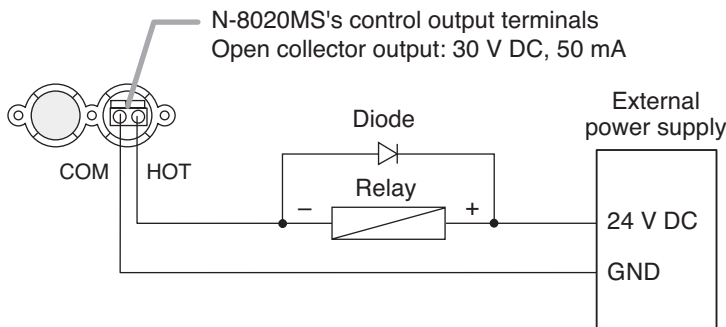 N-8020MS's control output terminals
Open collector output: 30 V DC, 50 mA
External
power supply
Diode
COM
HOT
Relay
–
+
24 V DC
GND